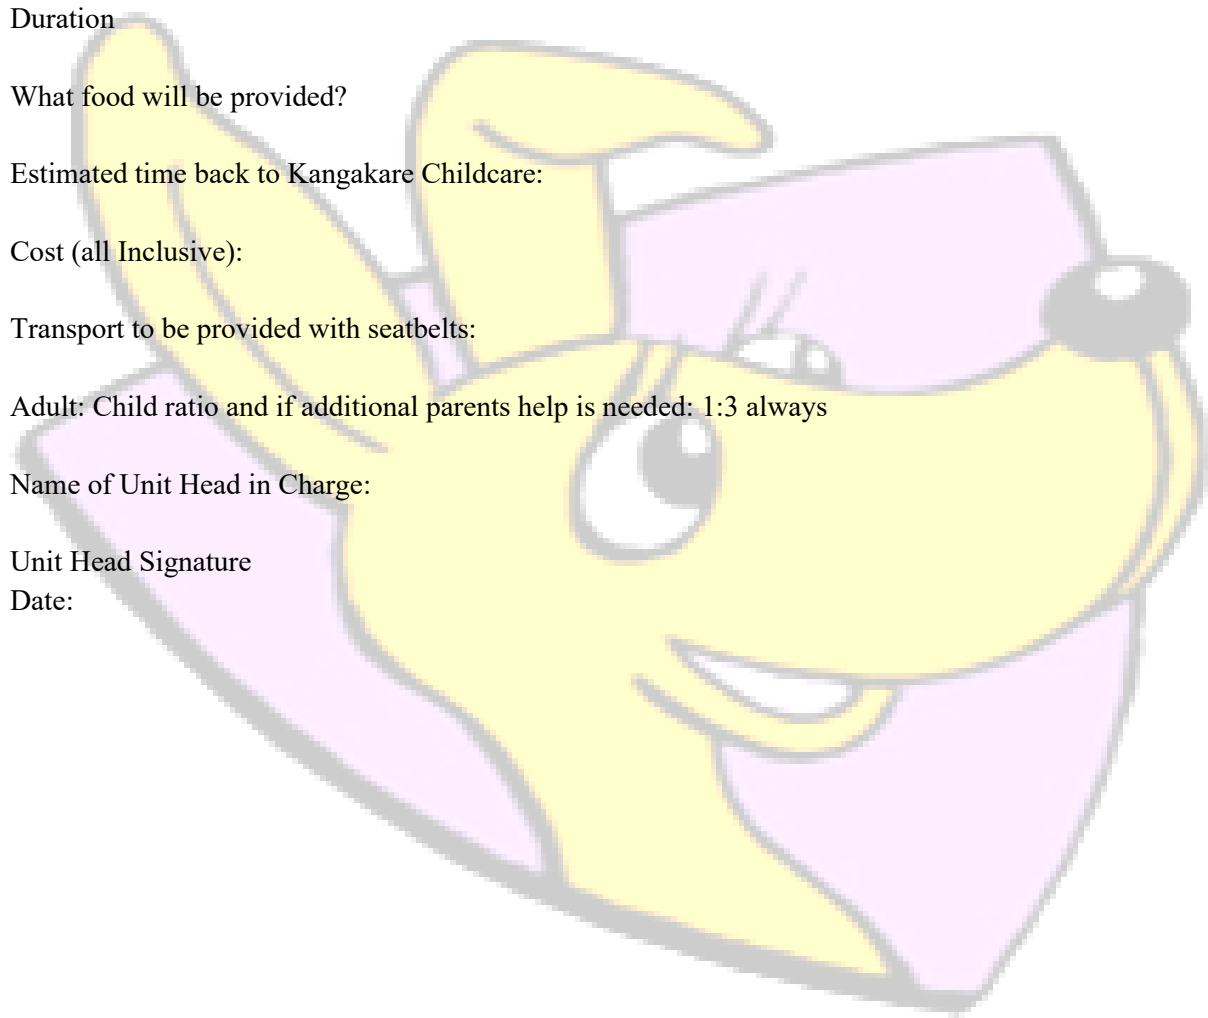 Duration
What food will be provided?
Estimated time back to Kangakare Childcare:
Cost (all Inclusive):
Transport to be provided with seatbelts:
Adult: Child ratio and if additional parents help is needed: 1:3 always
Name of Unit Head in Charge:
Unit Head Signature
Date: